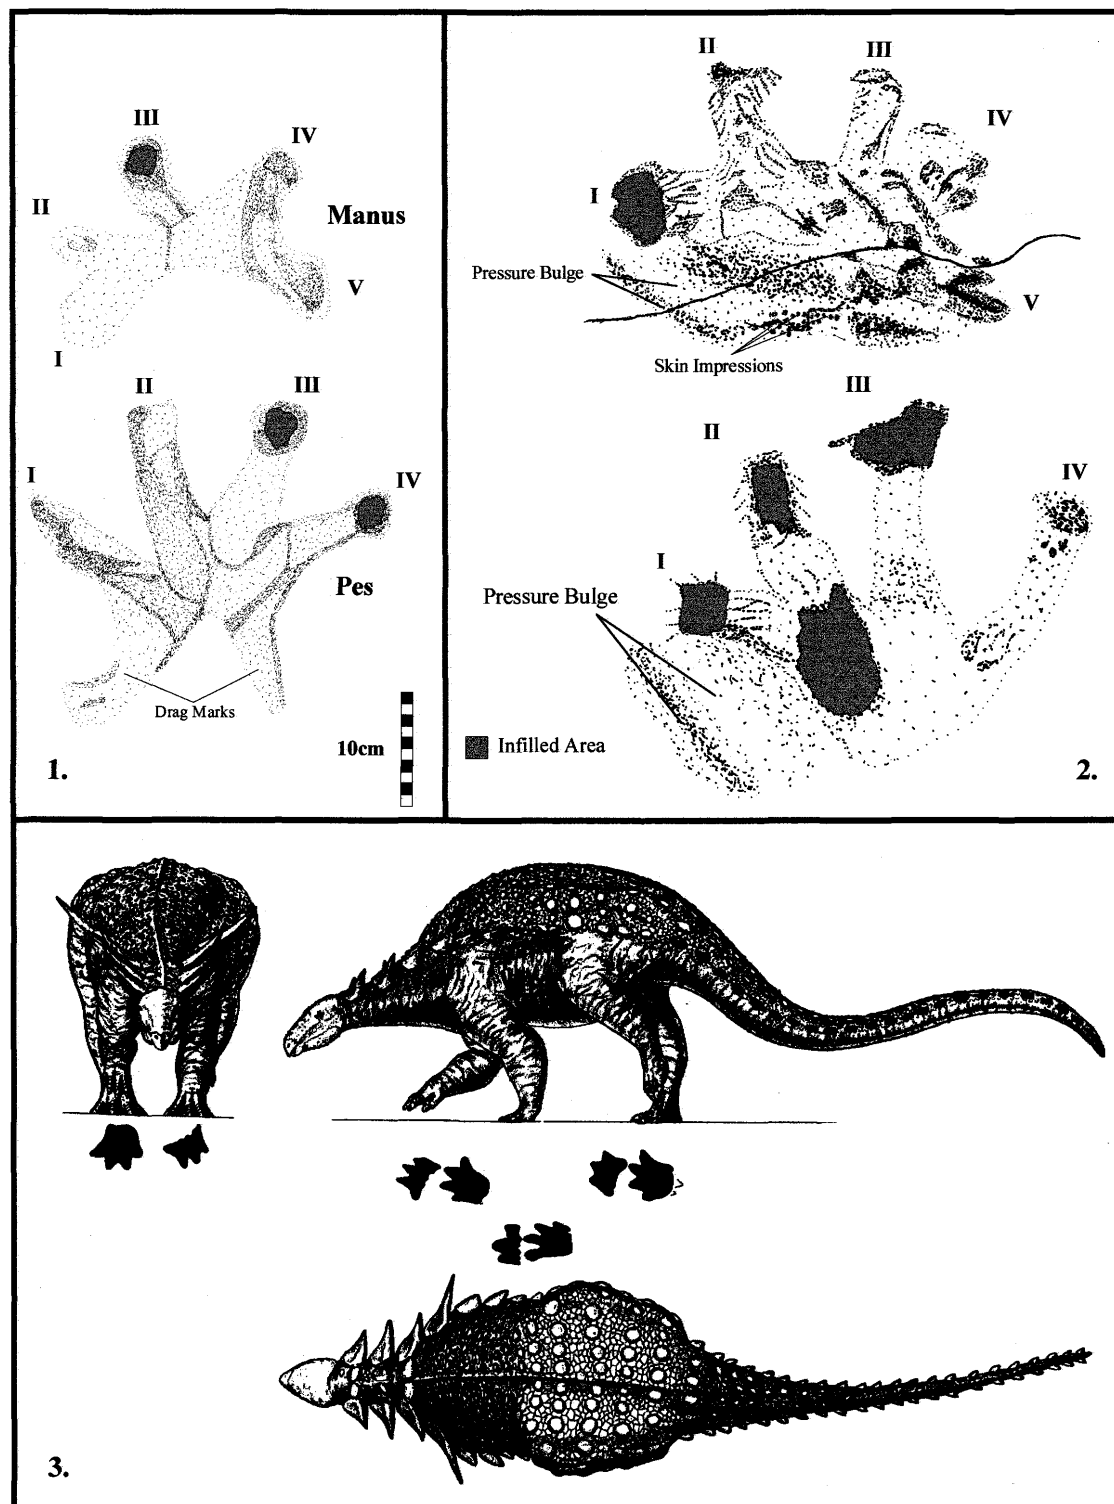 III
IV
II
Manus
V
I
II
III
I
IV
Pes
Drag Marks
10cm
1.
II
III
IV
I
Pressure Bulge
V
Skin Impressions
III
II
IV
I
Pressure Bulge
Infilled Area
2.
3.